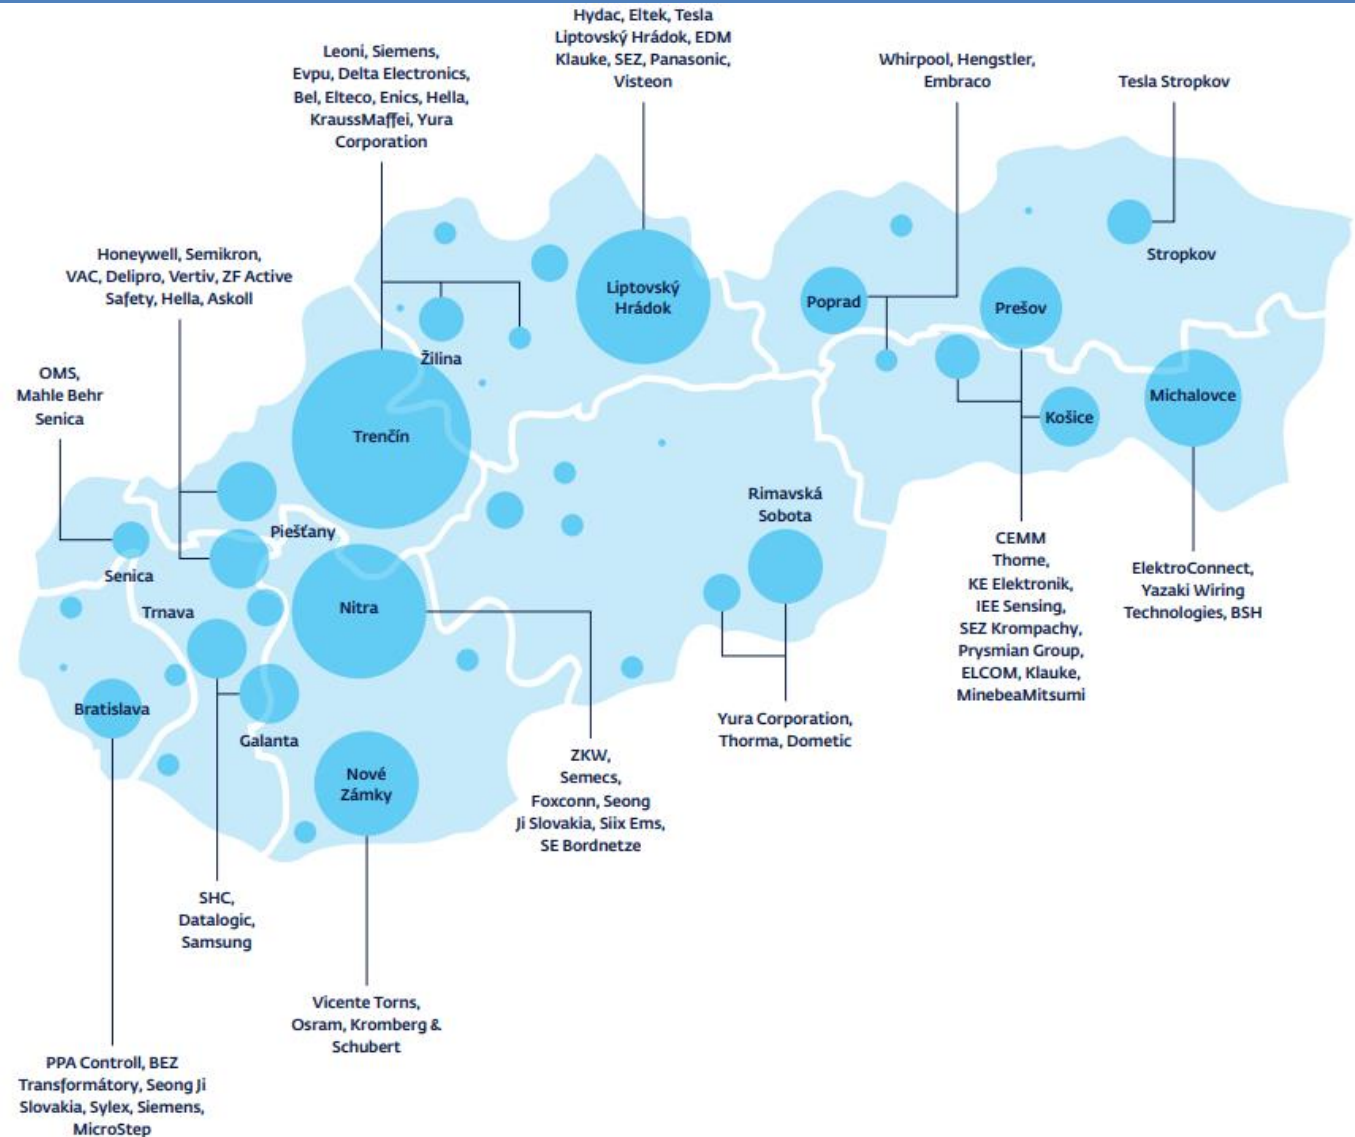 Hydac, Eltek, Tesla
Liptovský Hrádok, EDM
Klauke, SEZ, Panasonic,
Visteon
Leoni, Siemens,
Evpu, Delta Electronics,
Bel, Elteco, Enics, Hella,
KraussMaffei, Yura
Corporation
Whirpool, Hengstler,
Embraco
Tesla Stropkov
Honeywell, Semikron,
VAC, Delipro, Vertiv, ZF Active
Safety, Hella, Askoll
Stropkov
Liptovský
Hrádok
Poprad
Prešov
Žilina
OMS,
Mahle Behr
Senica
Michalovce
Košice
Trenčín
Rimavská
Sobota
Piešťany
Senica
CEMM
Thome,
KE Elektronik,
IEE Sensing,
SEZ Krompachy,
Prysmian Group,
ELCOM, Klauke,
MinebeaMitsumi
ElektroConnect,
Yazaki Wiring
Technologies, BSH
Trnava
Nitra
Bratislava
Galanta
Yura Corporation,
Thorma, Dometic
Nové
Zámky
ZKW,
Semecs,
Foxconn, Seong
Ji Slovakia, Siix Ems,
SE Bordnetze
SHC,
Datalogic,
Samsung
Vicente Torns,
Osram, Kromberg &
Schubert
PPA Controll, BEZ
Transformátory, Seong Ji
Slovakia, Sylex, Siemens,
MicroStep